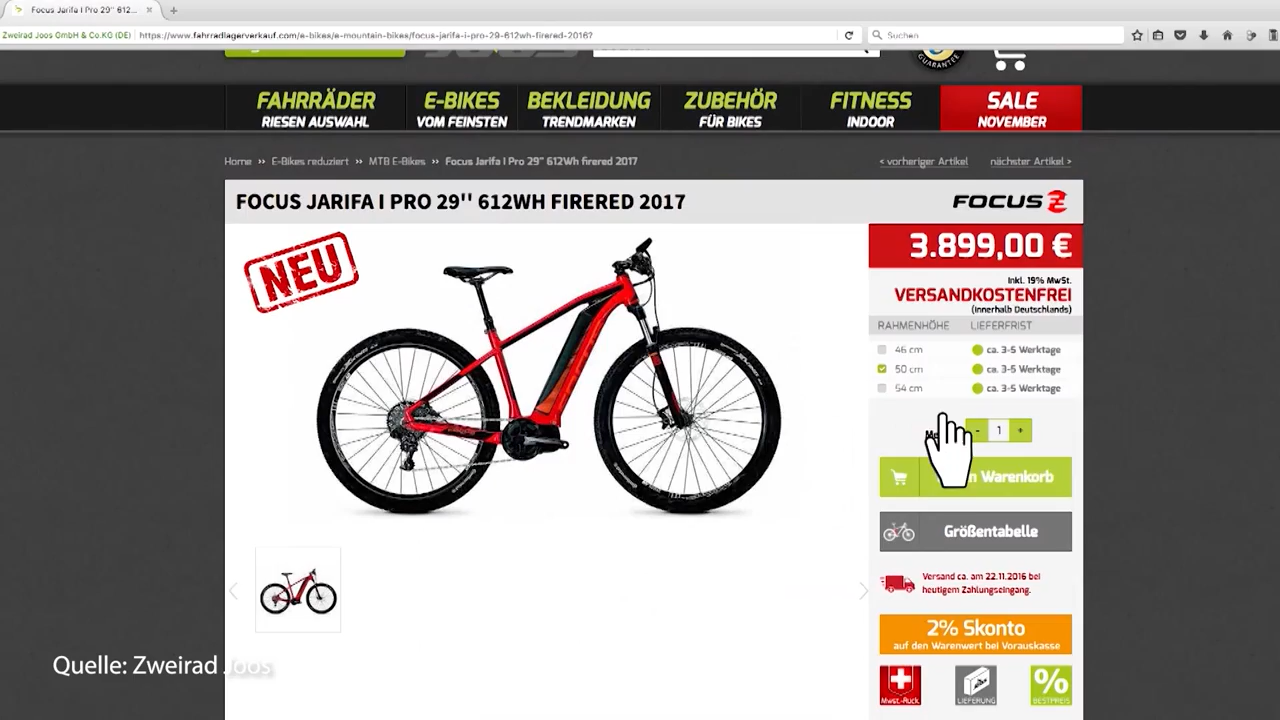 Focus Jarifa I Pro 29'' 612...
Zweirad Joos GmbH & Co.KG (DE)
https://www.fahrradlagerverkauf.com/e-bikes/e-mountain-bikes/focus-jarifa-i-pro-29-612wh-firered-2016?
Suchen
GUARANTEE
FAHRRÄDER
RIESEN AUSWAHL
E-BIKES
VOM FEINSTEN
BEKLEIDUNG
TRENDMARKEN
ZUBEHÖR
FÜR BIKES
FITNESS
INDOOR
SALE
NOVEMBER
Home » E-Bikes reduziert » MTB E-Bikes » Focus Jarifa I Pro 29" 612Wh firered 2017
< vorheriger Artikel
nächster Artikel >
FOCUS JARIFA I PRO 29'' 612WH FIRERED 2017
FOCUS
NEU
3.899,00 €
Inkl. 19% MwSt.
VERSANDKOSTENFREI
(innerhalb Deutschlands)
RAHMENHÖHE LIEFERFRIST
46 cm ca. 3-5 Werktage
50 cm ca. 3-5 Werktage
54 cm ca. 3-5 Werktage
- 1 +
Warenkorb
Größentabelle
Versand ca. am 22.11.2016 bei
heutigem Zahlungseingang.
2% Skonto
auf den Warenwert bei Vorauskasse
Mwst.-Rück
LIEFERUNG
%
BESTPREIS
Quelle: Zweirad Joos